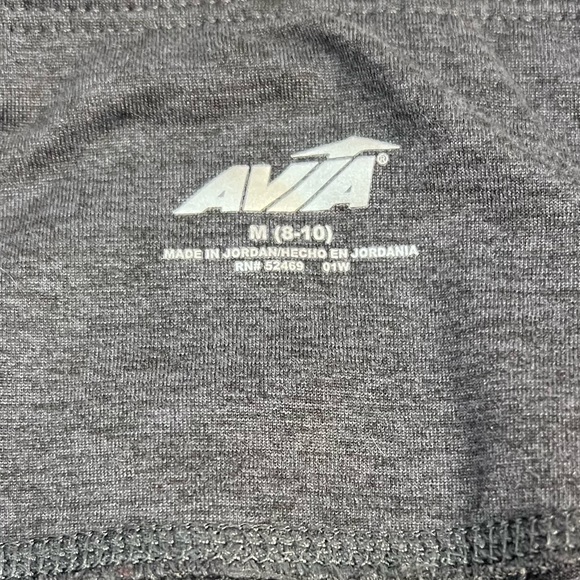 AVIA®
M (8-10)
MADE IN JORDAN/HECHO EN JORDANIA
RN# 52469 01W